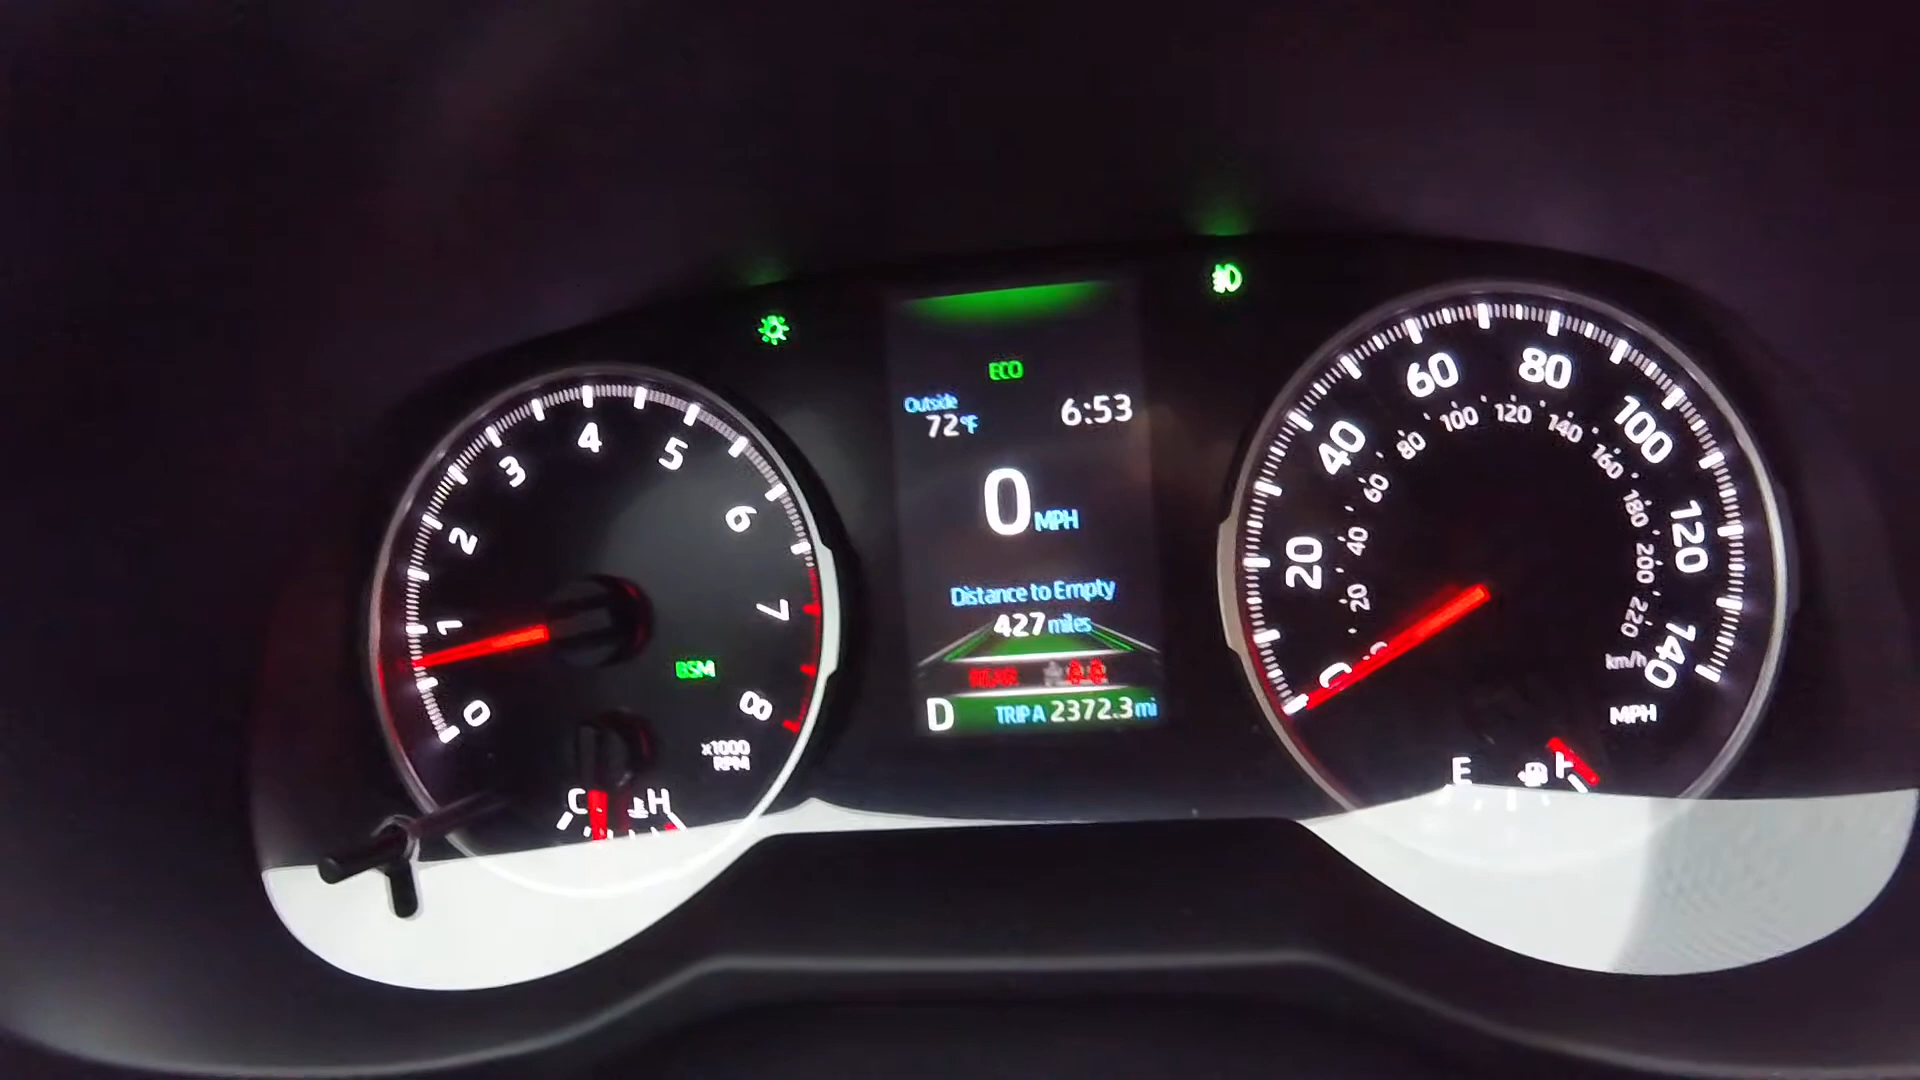 ECO
Outside
72°F
6:53
0 MPH
Distance to Empty
427 miles
REAR
D TRIP A 2372.3 mi
0
1
2
3
4
5
6
7
8
x1000
RPM
BSM
C H
0
20
40
60
80
100
120
140
MPH
20
40
60
80
100
120
140
160
180
200
220
km/h
E F